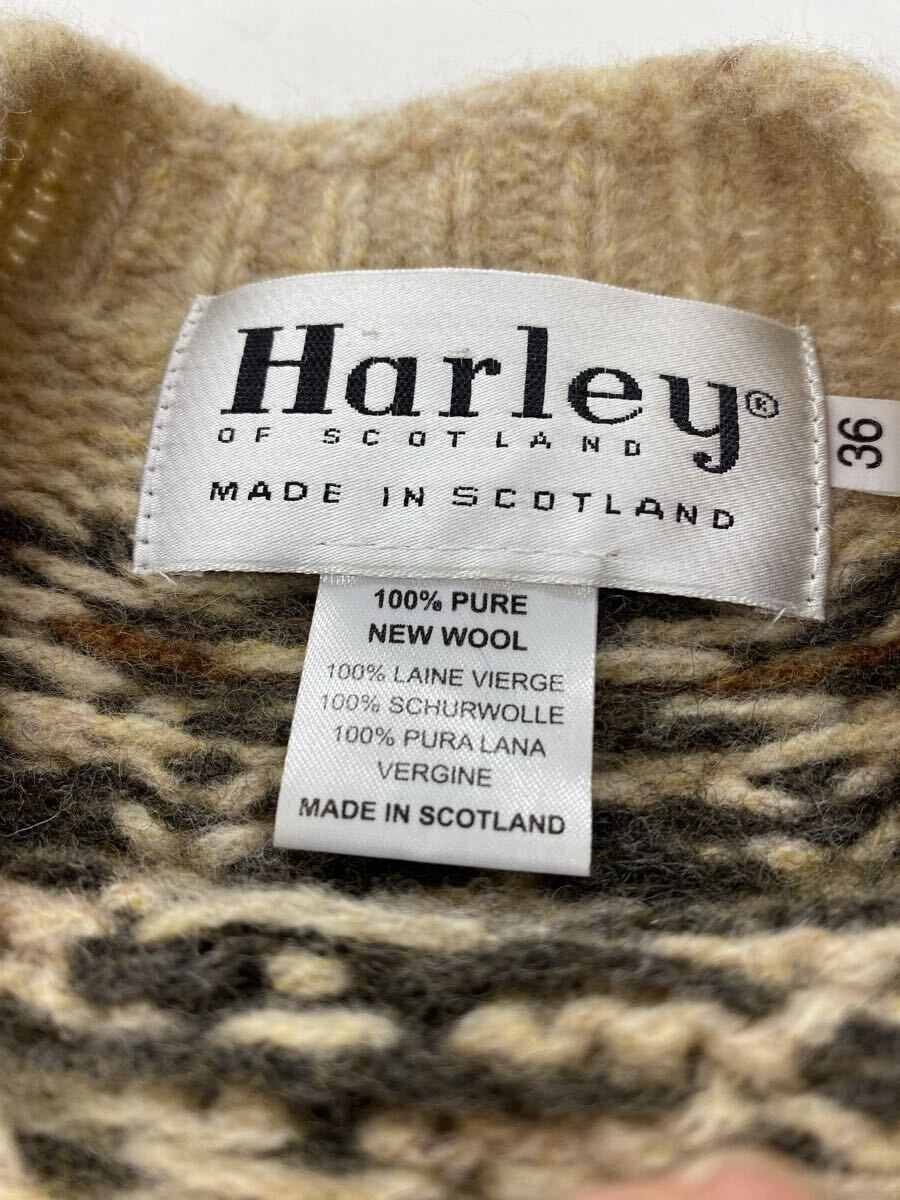 Harley®
OF SCOTLAND
MADE IN SCOTLAND
36
100% PURE
NEW WOOL
100% LAINE VIERGE
100% SCHURWOLLE
100% PURA LANA
VERGINE
MADE IN SCOTLAND